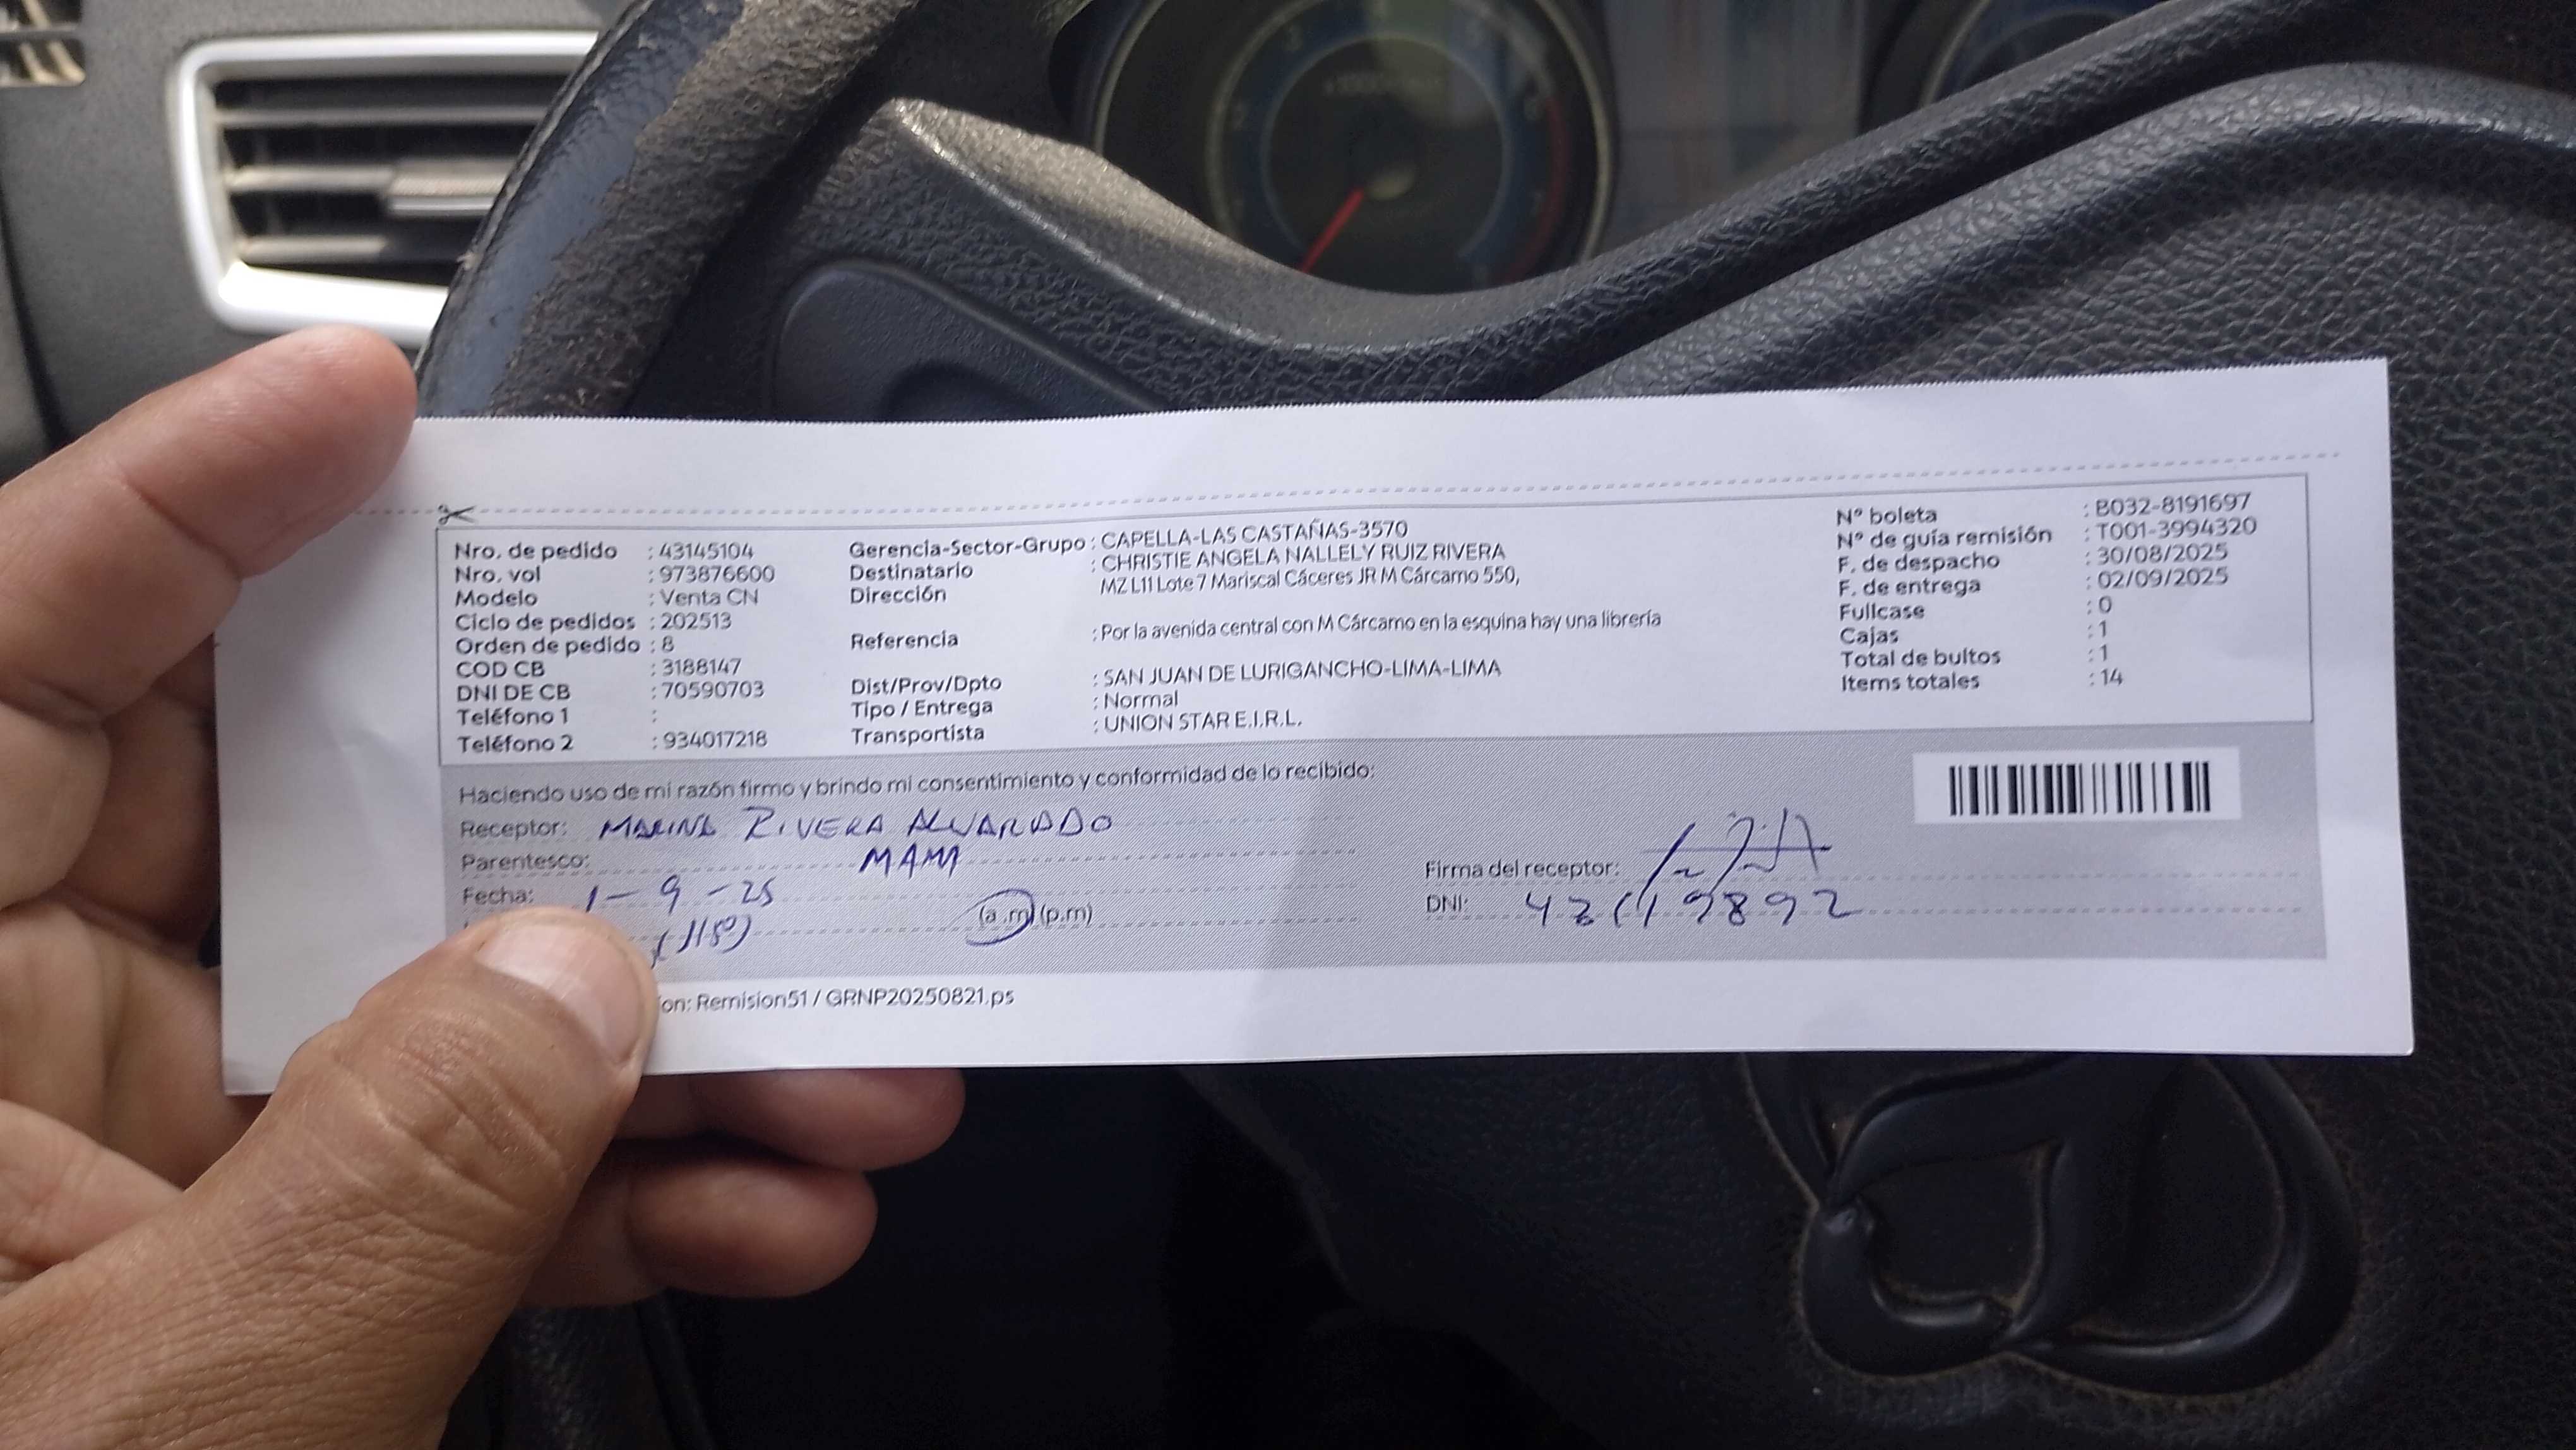 Nro. de pedido : 43145104
Nro. vol : 973876600
Modelo : Venta CN
Ciclo de pedidos : 202513
Orden de pedido : 8
COD CB : 3188147
DNI DE CB : 70590703
Teléfono 1 :
Teléfono 2 : 934017218
Gerencia-Sector-Grupo : CAPELLA-LAS CASTAÑAS-3570
Destinatario : CHRISTIE ANGELA NALLELY RUIZ RIVERA
Dirección MZ L11 Lote 7 Mariscal Cáceres JR M Cárcamo 550,
Referencia : Por la avenida central con M Cárcamo en la esquina hay una librería
Dist/Prov/Dpto : SAN JUAN DE LURIGANCHO-LIMA-LIMA
Tipo / Entrega : Normal
Transportista : UNION STAR E.I.R.L.
N° boleta : B032-8191697
N° de guía remisión : T001-3994320
F. de despacho : 30/08/2025
F. de entrega : 02/09/2025
Fullcase : 0
Cajas : 1
Total de bultos : 1
Items totales : 14
Haciendo uso de mi razón firmo y brindo mi consentimiento y conformidad de lo recibido:
Receptor: MARINA RIVERA ALVARADO
Parentesco: MAMA
Fecha: 1-9-25
(a.m) (p.m)
Firma del receptor:
DNI:
on: Remision51 / GRNP20250821.ps